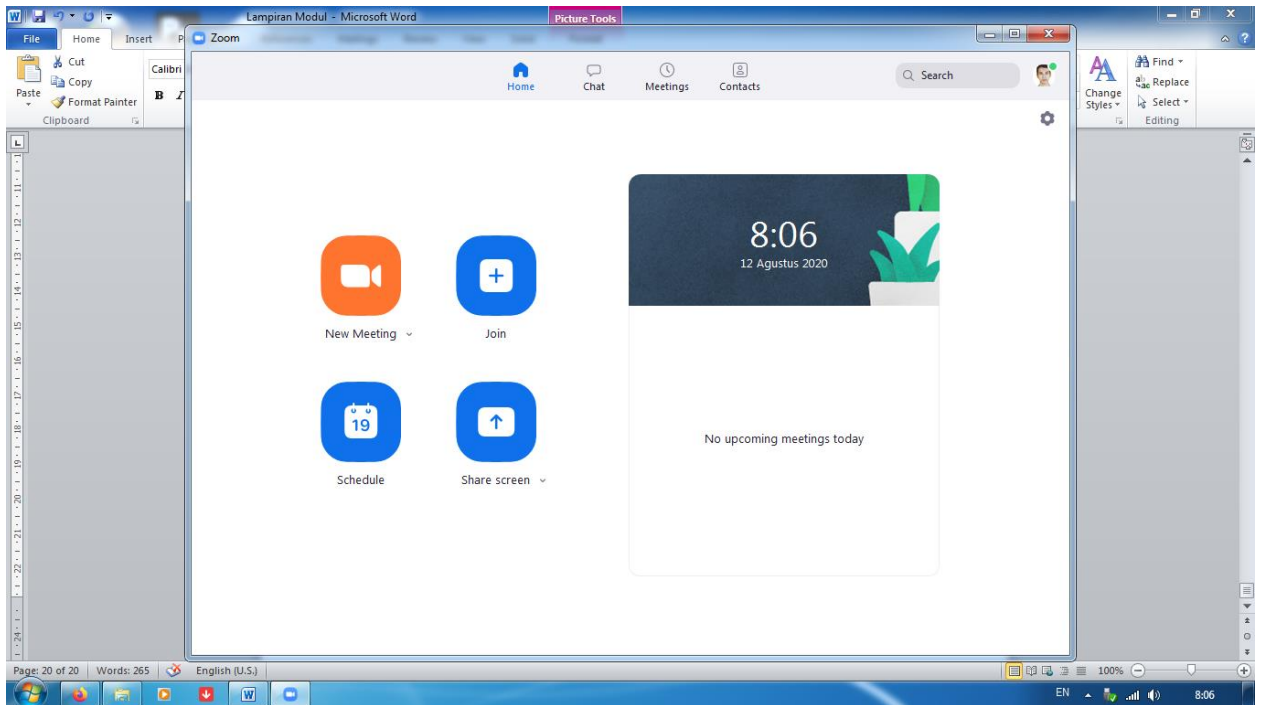 Lampiran Modul - Microsoft Word
Picture Tools
File Home Insert P
Zoom
Cut
Copy
Format Painter
Paste
Clipboard
Calibri
B I
Home
Chat
Meetings
Contacts
Search
Change
Styles
Find
Replace
Select
Editing
8:06
12 Agustus 2020
New Meeting
Join
19
Schedule
Share screen
No upcoming meetings today
Page: 20 of 20 Words: 265 English (U.S.) 100%
EN 8:06